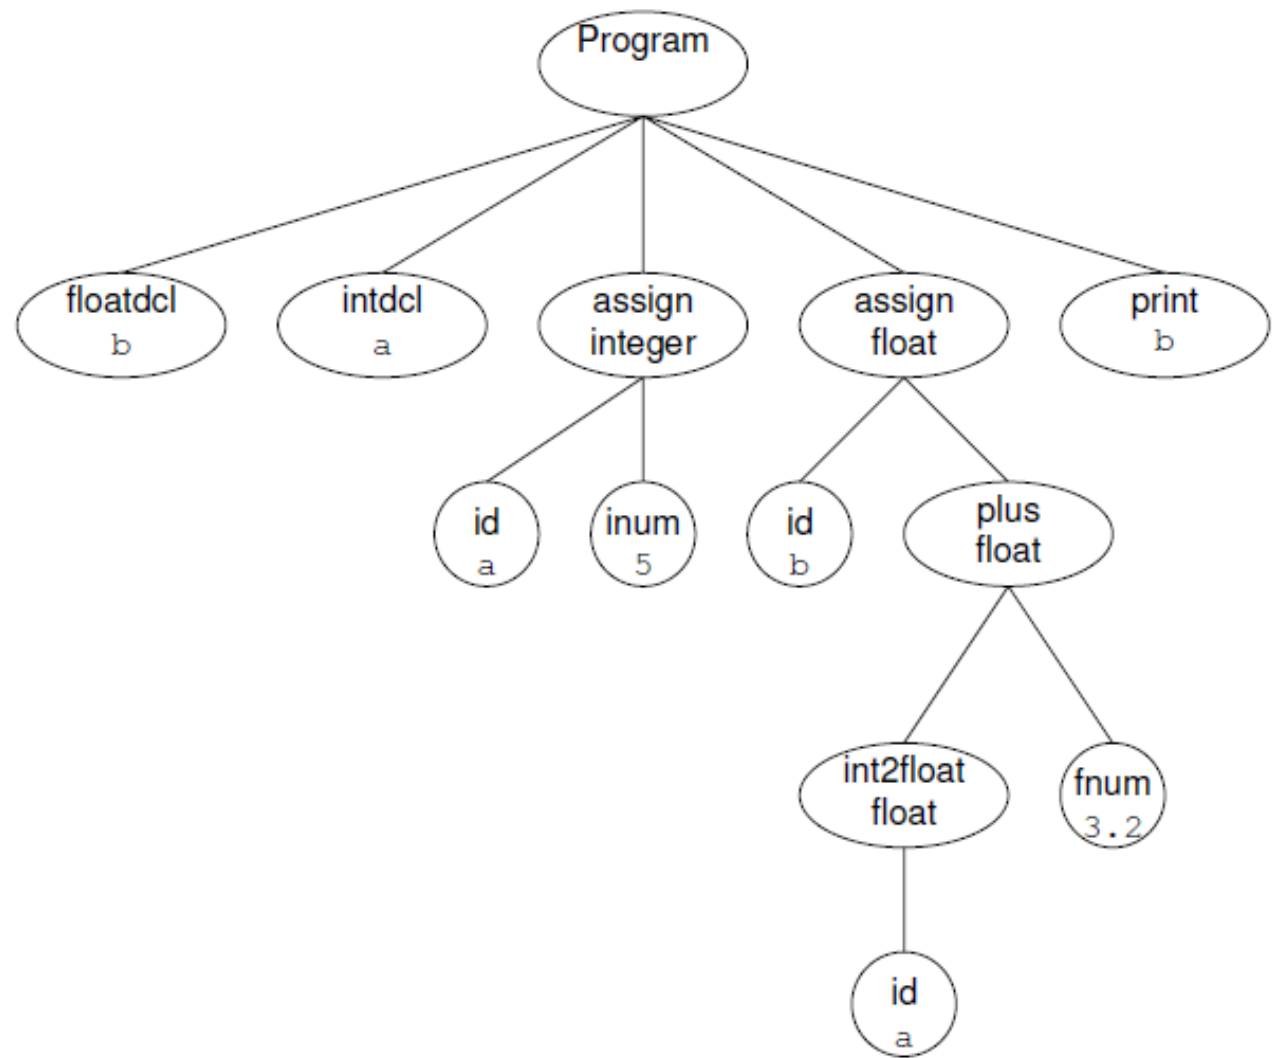 Program
floatdcl
b
intdcl
a
assign
integer
assign
float
print
b
id
a
inum
5
id
b
plus
float
int2float
float
fnum
3.2
id
a